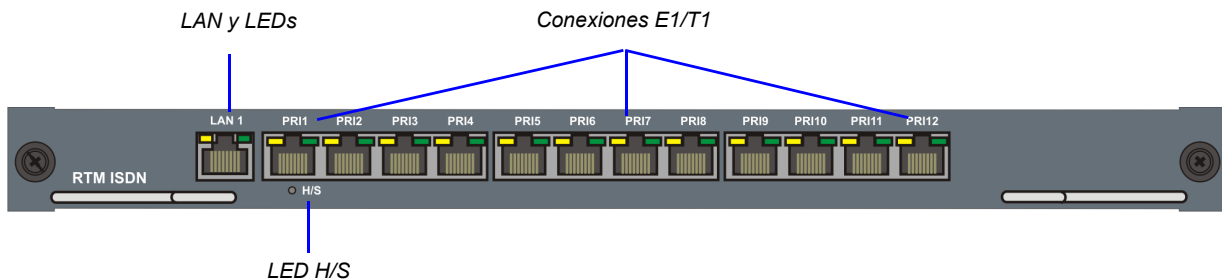 LAN y LEDs
Conexiones E1/T1
LAN 1
PRI1
PRI2
PRI3
PRI4
PRI5
PRI6
PRI7
PRI8
PRI9
PRI10
PRI11
PRI12
RTM ISDN
H/S
LED H/S